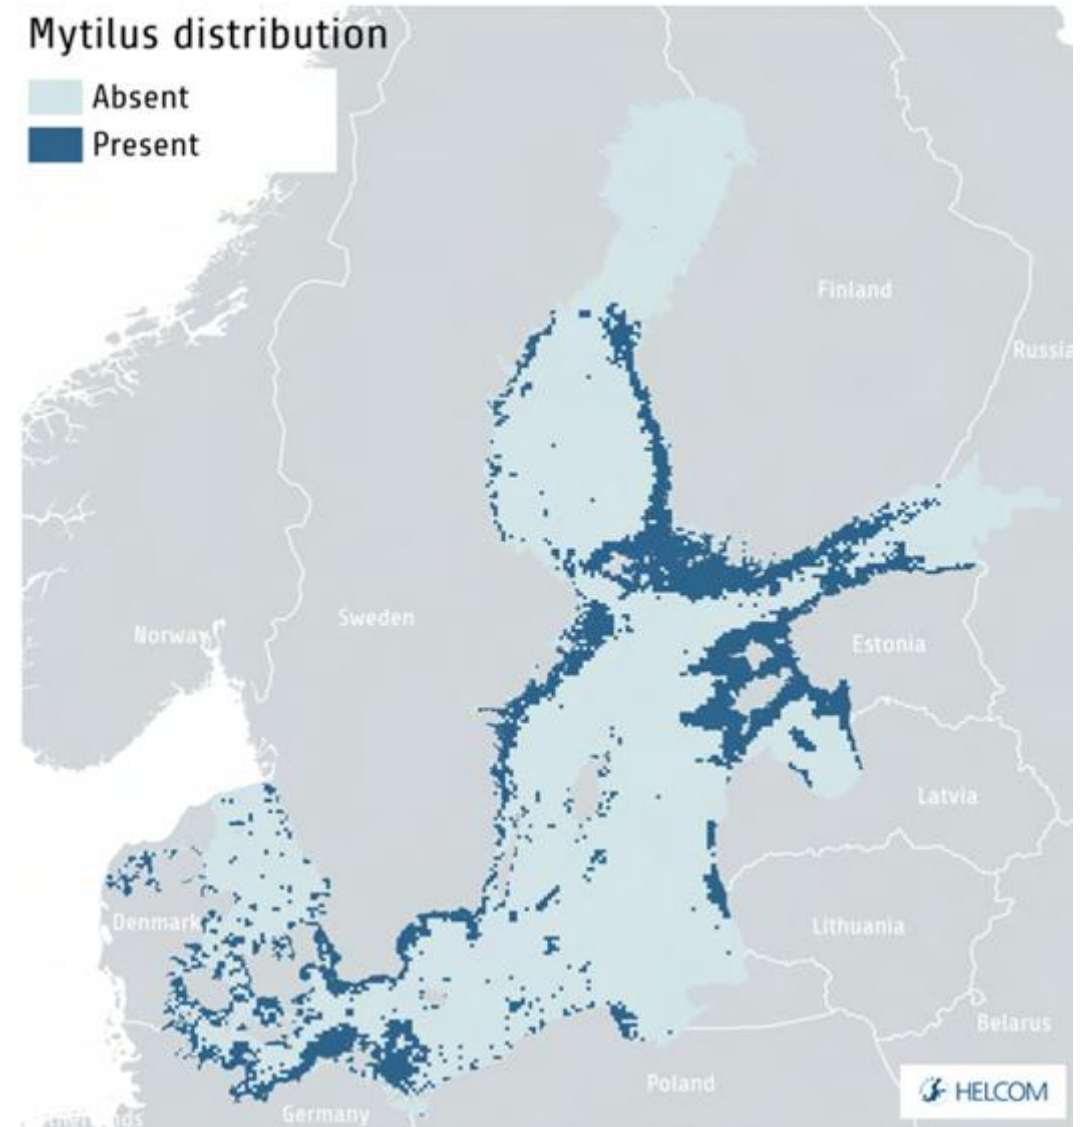 Mytilus distribution
Absent
Present
Finland
Russia
Norway
Sweden
Estonia
Latvia
Denmark
Lithuania
Belarus
Poland
HELCOM
Germany